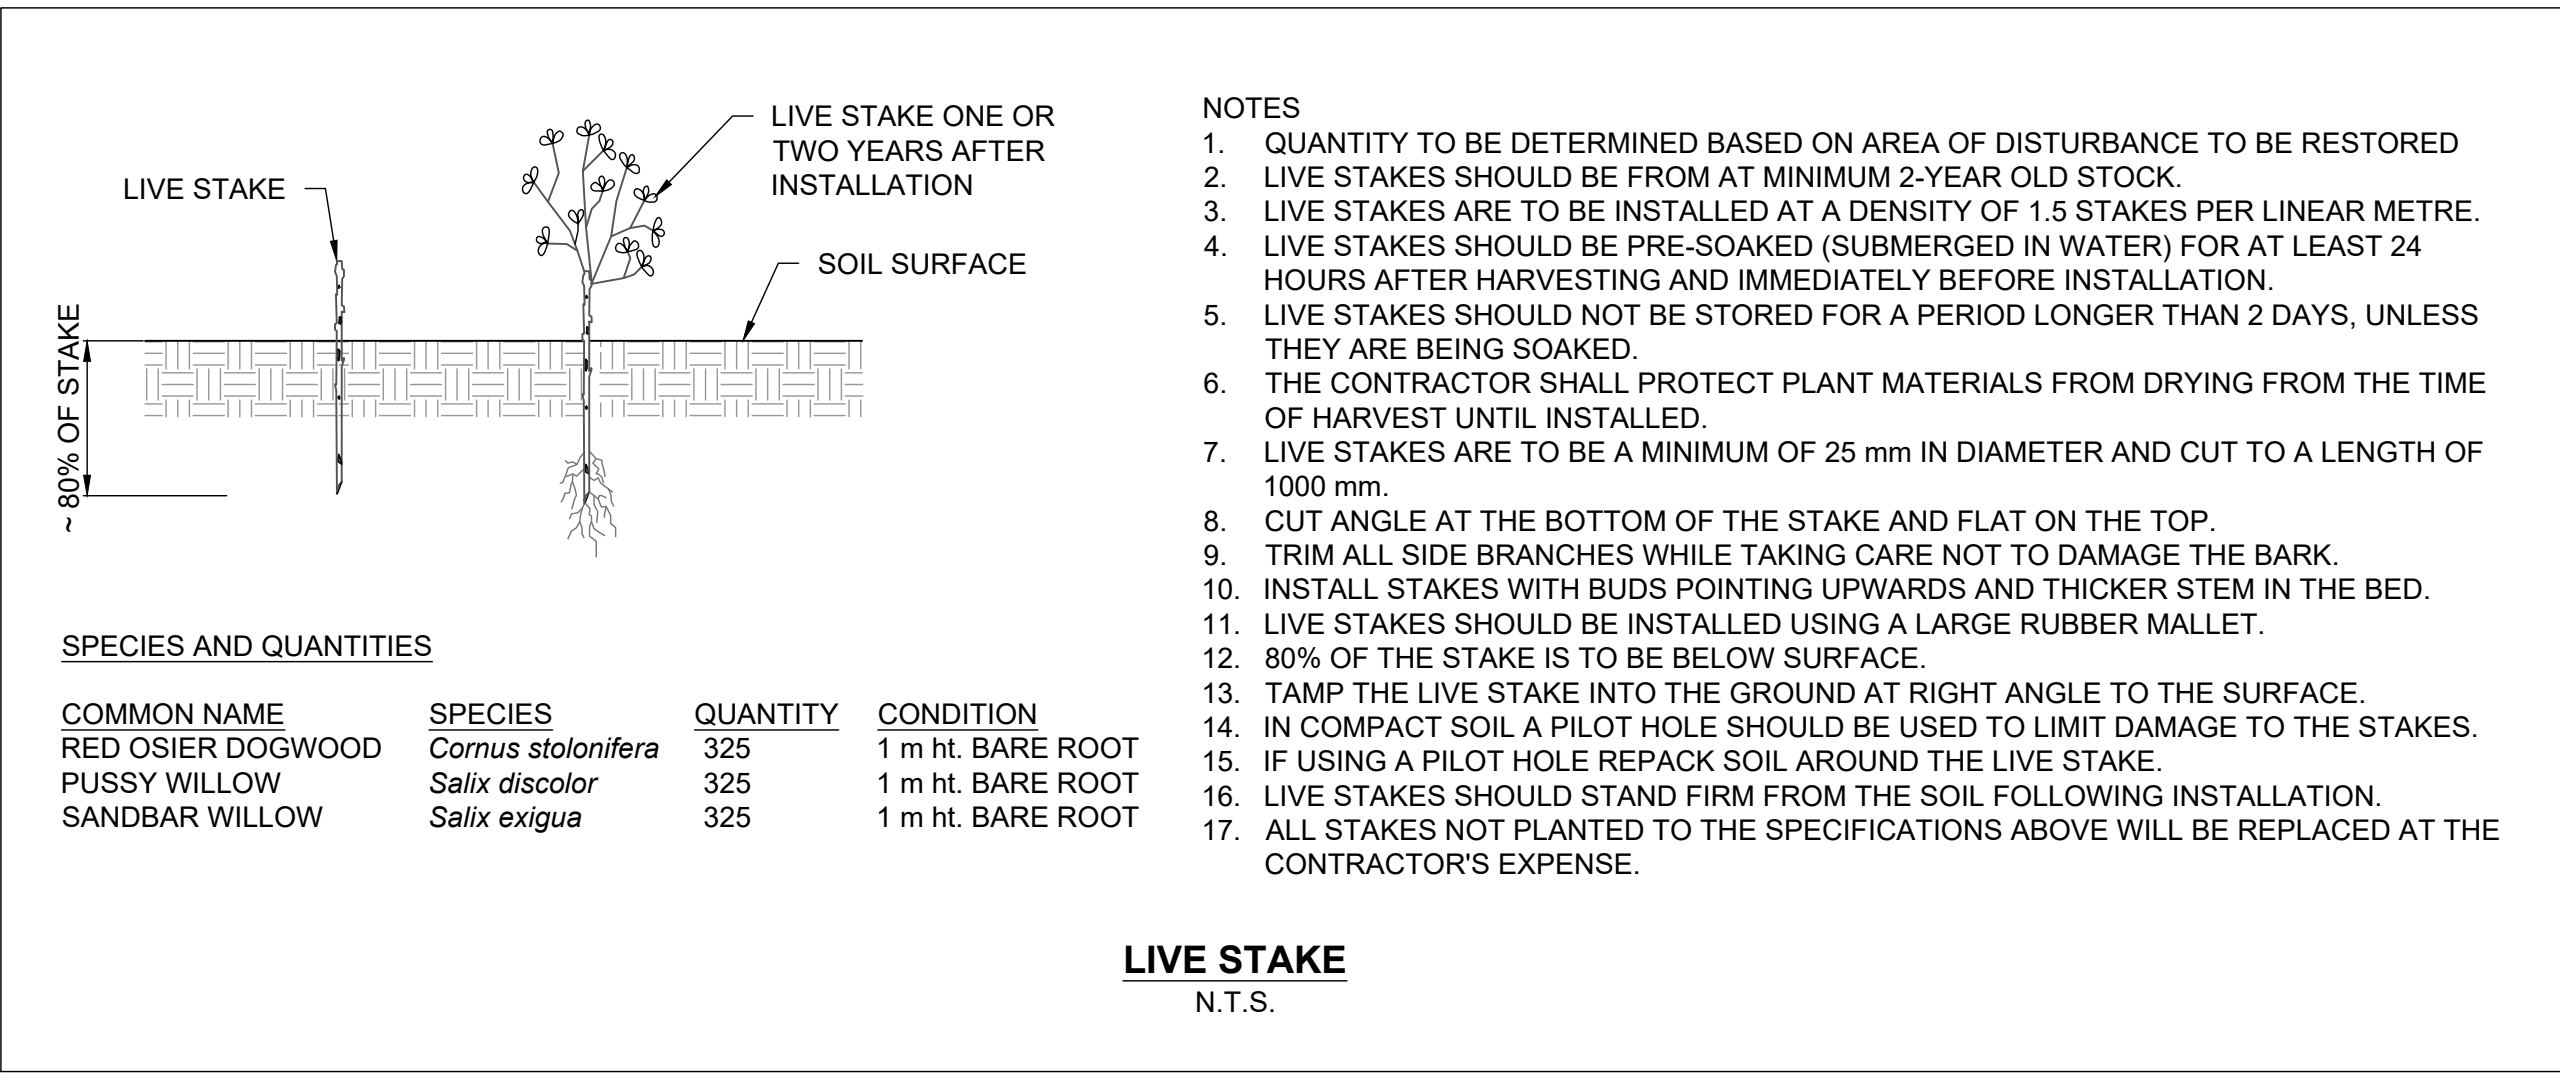 LIVE STAKE
LIVE STAKE ONE OR
TWO YEARS AFTER
INSTALLATION
SOIL SURFACE
~ 80% OF STAKE
SPECIES AND QUANTITIES
COMMON NAME SPECIES QUANTITY CONDITION
RED OSIER DOGWOOD Cornus stolonifera 325 1 m ht. BARE ROOT
PUSSY WILLOW Salix discolor 325 1 m ht. BARE ROOT
SANDBAR WILLOW Salix exigua 325 1 m ht. BARE ROOT
NOTES
1. QUANTITY TO BE DETERMINED BASED ON AREA OF DISTURBANCE TO BE RESTORED
2. LIVE STAKES SHOULD BE FROM AT MINIMUM 2-YEAR OLD STOCK.
3. LIVE STAKES ARE TO BE INSTALLED AT A DENSITY OF 1.5 STAKES PER LINEAR METRE.
4. LIVE STAKES SHOULD BE PRE-SOAKED (SUBMERGED IN WATER) FOR AT LEAST 24
HOURS AFTER HARVESTING AND IMMEDIATELY BEFORE INSTALLATION.
5. LIVE STAKES SHOULD NOT BE STORED FOR A PERIOD LONGER THAN 2 DAYS, UNLESS
THEY ARE BEING SOAKED.
6. THE CONTRACTOR SHALL PROTECT PLANT MATERIALS FROM DRYING FROM THE TIME
OF HARVEST UNTIL INSTALLED.
7. LIVE STAKES ARE TO BE A MINIMUM OF 25 mm IN DIAMETER AND CUT TO A LENGTH OF
1000 mm.
8. CUT ANGLE AT THE BOTTOM OF THE STAKE AND FLAT ON THE TOP.
9. TRIM ALL SIDE BRANCHES WHILE TAKING CARE NOT TO DAMAGE THE BARK.
10. INSTALL STAKES WITH BUDS POINTING UPWARDS AND THICKER STEM IN THE BED.
11. LIVE STAKES SHOULD BE INSTALLED USING A LARGE RUBBER MALLET.
12. 80% OF THE STAKE IS TO BE BELOW SURFACE.
13. TAMP THE LIVE STAKE INTO THE GROUND AT RIGHT ANGLE TO THE SURFACE.
14. IN COMPACT SOIL A PILOT HOLE SHOULD BE USED TO LIMIT DAMAGE TO THE STAKES.
15. IF USING A PILOT HOLE REPACK SOIL AROUND THE LIVE STAKE.
16. LIVE STAKES SHOULD STAND FIRM FROM THE SOIL FOLLOWING INSTALLATION.
17. ALL STAKES NOT PLANTED TO THE SPECIFICATIONS ABOVE WILL BE REPLACED AT THE
CONTRACTOR'S EXPENSE.
LIVE STAKE
N.T.S.